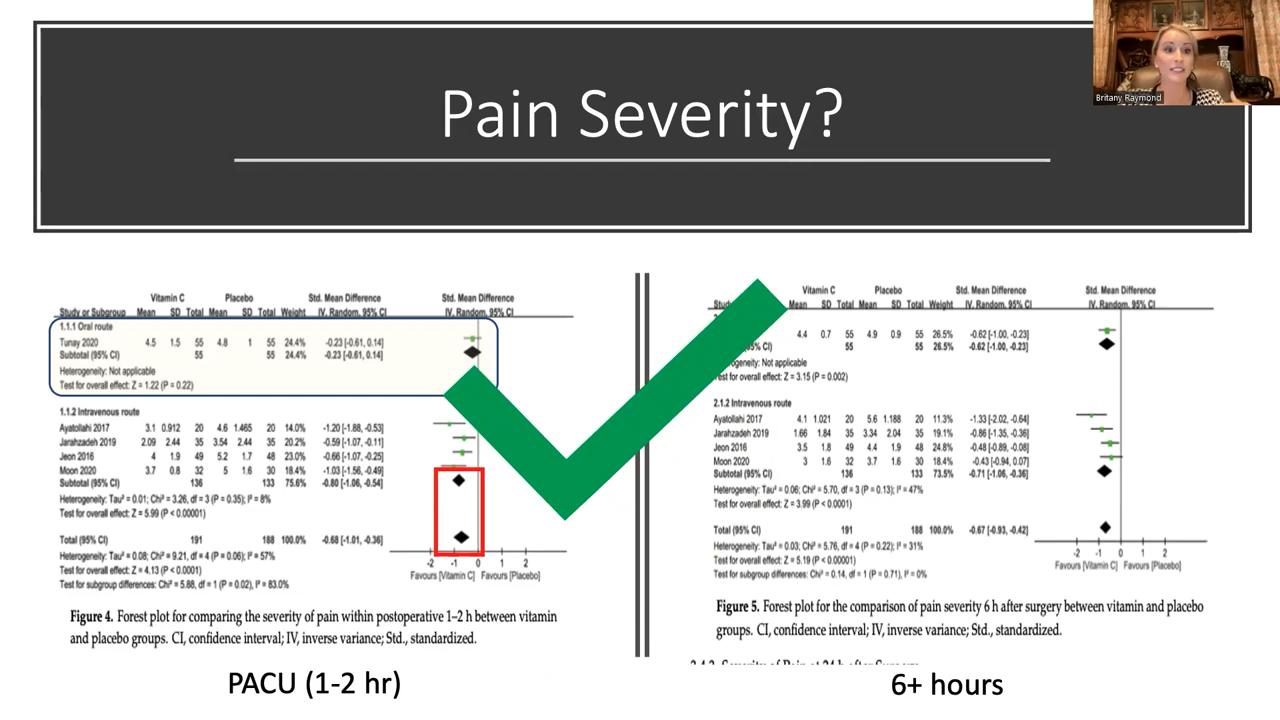 Pain Severity?
Britany Raymond
Vitamin C Placebo Std. Mean Difference Std. Mean Difference
Study or Subgroup Mean SD Total Mean SD Total Weight IV. Random. 95% CI IV. Random. 95% CI
1.1.1 Oral route
Tunay 2020 4.5 1.5 55 4.8 1 55 24.4% -0.23 [-0.61, 0.14]
Subtotal (95% CI) 55 55 24.4% -0.23 [-0.61, 0.14]
Heterogeneity: Not applicable
Test for overall effect: Z = 1.22 (P = 0.22)
1.1.2 Intravenous route
Ayatollahi 2017 3.1 0.912 20 4.6 1.465 20 14.0% -1.20 [-1.88, -0.53]
Jarahzadeh 2019 2.09 2.44 35 3.54 2.44 35 20.2% -0.59 [-1.07, -0.11]
Jeon 2016 4 1.9 49 5.2 1.7 48 23.0% -0.66 [-1.07, -0.25]
Moon 2020 3.7 0.8 32 5 1.6 30 18.4% -1.03 [-1.56, -0.49]
Subtotal (95% CI) 136 133 75.6% -0.80 [-1.06, -0.54]
Heterogeneity: Tau² = 0.01; Chi² = 3.26, df = 3 (P = 0.35); I² = 8%
Test for overall effect: Z = 5.99 (P < 0.00001)
Total (95% CI) 191 188 100.0% -0.68 [-1.01, -0.36]
Heterogeneity: Tau² = 0.08; Chi² = 9.21, df = 4 (P = 0.06); I² = 57%
Test for overall effect: Z = 4.13 (P < 0.0001)
Test for subgroup differences: Chi² = 5.88, df = 1 (P = 0.02), I² = 83.0%
-2 -1 0 1 2
Favours [Vitamin C] Favours [Placebo]
Figure 4. Forest plot for comparing the severity of pain within postoperative 1–2 h between vitamin
and placebo groups. CI, confidence interval; IV, inverse variance; Std., standardized.
PACU (1-2 hr)
Vitamin C Placebo Std. Mean Difference Std. Mean Difference
Mean SD Total Mean SD Total Weight IV. Random. 95% CI IV. Random. 95% CI
4.4 0.7 55 4.9 0.9 55 26.5% -0.62 [-1.00, -0.23]
% CI) 55 55 26.5% -0.62 [-1.00, -0.23]
geneity: Not applicable
est for overall effect: Z = 3.15 (P = 0.002)
2.1.2 Intravenous route
Ayatollahi 2017 4.1 1.021 20 5.6 1.188 20 11.3% -1.33 [-2.02, -0.64]
Jarahzadeh 2019 1.66 1.84 35 3.34 2.04 35 19.1% -0.86 [-1.35, -0.36]
Jeon 2016 3.5 1.8 49 4.4 1.9 48 24.8% -0.48 [-0.89, -0.08]
Moon 2020 3 1.6 32 3.7 1.6 30 18.3% -0.43 [-0.94, 0.07]
Subtotal (95% CI) 136 133 73.5% -0.71 [-1.06, -0.36]
Heterogeneity: Tau² = 0.06; Chi² = 5.70, df = 3 (P = 0.13); I² = 47%
Test for overall effect: Z = 3.99 (P < 0.0001)
Total (95% CI) 191 188 100.0% -0.67 [-0.93, -0.42]
Heterogeneity: Tau² = 0.03; Chi² = 5.76, df = 4 (P = 0.22); I² = 31%
Test for overall effect: Z = 5.19 (P < 0.00001)
Test for subgroup differences: Chi² = 0.14, df = 1 (P = 0.71), I² = 0%
-2 -1 0 1 2
Favours [Vitamin C] Favours [Placebo]
Figure 5. Forest plot for the comparison of pain severity 6 h after surgery between vitamin and placebo
groups. CI, confidence interval; IV, inverse variance; Std., standardized.
6+ hours